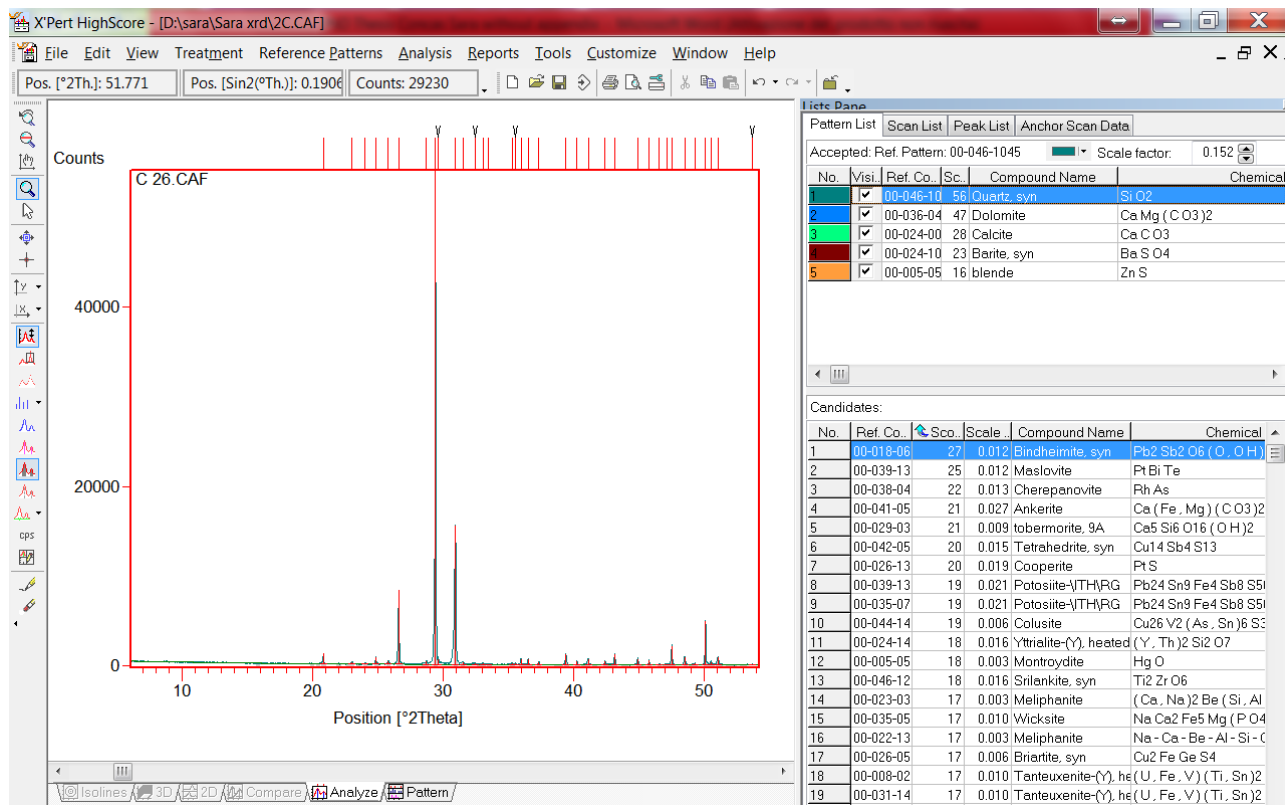 X'Pert HighScore - [D:\sara\Sara xrd\2C.CAF]
File Edit View Treatment Reference Patterns Analysis Reports Tools Customize Window Help
Pos. [°2Th.]: 51.771 Pos. [Sin2(°Th.)]: 0.1906 Counts: 29230
Lists Pane
Pattern List Scan List Peak List Anchor Scan Data
Accepted: Ref. Pattern: 00-046-1045 Scale factor: 0.152
No. Visi.. Ref. Co.. Sc.. Compound Name Chemical
1 00-046-10 56 Quartz, syn Si O2
2 00-036-04 47 Dolomite Ca Mg ( C O3 )2
3 00-024-00 28 Calcite Ca C O3
4 00-024-10 23 Barite, syn Ba S O4
5 00-005-05 16 blende Zn S
Counts
C 26.CAF
40000
20000
0
10 20 30 40 50
Position [°2Theta]
cps
Isolines 3D 2D Compare Analyze Pattern
Candidates:
No. Ref. Co.. Sco.. Scale .. Compound Name Chemical
1 00-018-06 27 0.012 Bindheimite, syn Pb2 Sb2 O6 ( O , O H )
2 00-039-13 25 0.012 Maslovite Pt Bi Te
3 00-038-04 22 0.013 Cherepanovite Rh As
4 00-041-05 21 0.027 Ankerite Ca ( Fe , Mg ) ( C O3 )2
5 00-029-03 21 0.009 tobermorite, 9A Ca5 Si6 O16 ( O H )2
6 00-042-05 20 0.015 Tetrahedrite, syn Cu14 Sb4 S13
7 00-026-13 20 0.019 Cooperite Pt S
8 00-039-13 19 0.021 Potosiite-\ITH\RG Pb24 Sn9 Fe4 Sb8 S5
9 00-035-07 19 0.021 Potosiite-\ITH\RG Pb24 Sn9 Fe4 Sb8 S5
10 00-044-14 19 0.006 Colusite Cu26 V2 ( As , Sn )6 S3
11 00-024-14 18 0.016 Yttrialite-(Y), heated ( Y , Th )2 Si2 O7
12 00-005-05 18 0.003 Montroydite Hg O
13 00-046-12 18 0.016 Srilankite, syn Ti2 Zr O6
14 00-023-03 17 0.003 Meliphanite ( Ca , Na )2 Be ( Si , Al
15 00-035-05 17 0.010 Wicksite Na Ca2 Fe5 Mg ( P O4
16 00-022-13 17 0.003 Meliphanite Na - Ca - Be - Al - Si -
17 00-026-05 17 0.006 Briartite, syn Cu2 Fe Ge S4
18 00-008-02 17 0.010 Tanteuxenite-(Y), he ( U , Fe , V ) ( Ti , Sn )2
19 00-031-14 17 0.010 Tanteuxenite-(Y), he ( U , Fe , V ) ( Ti , Sn )2